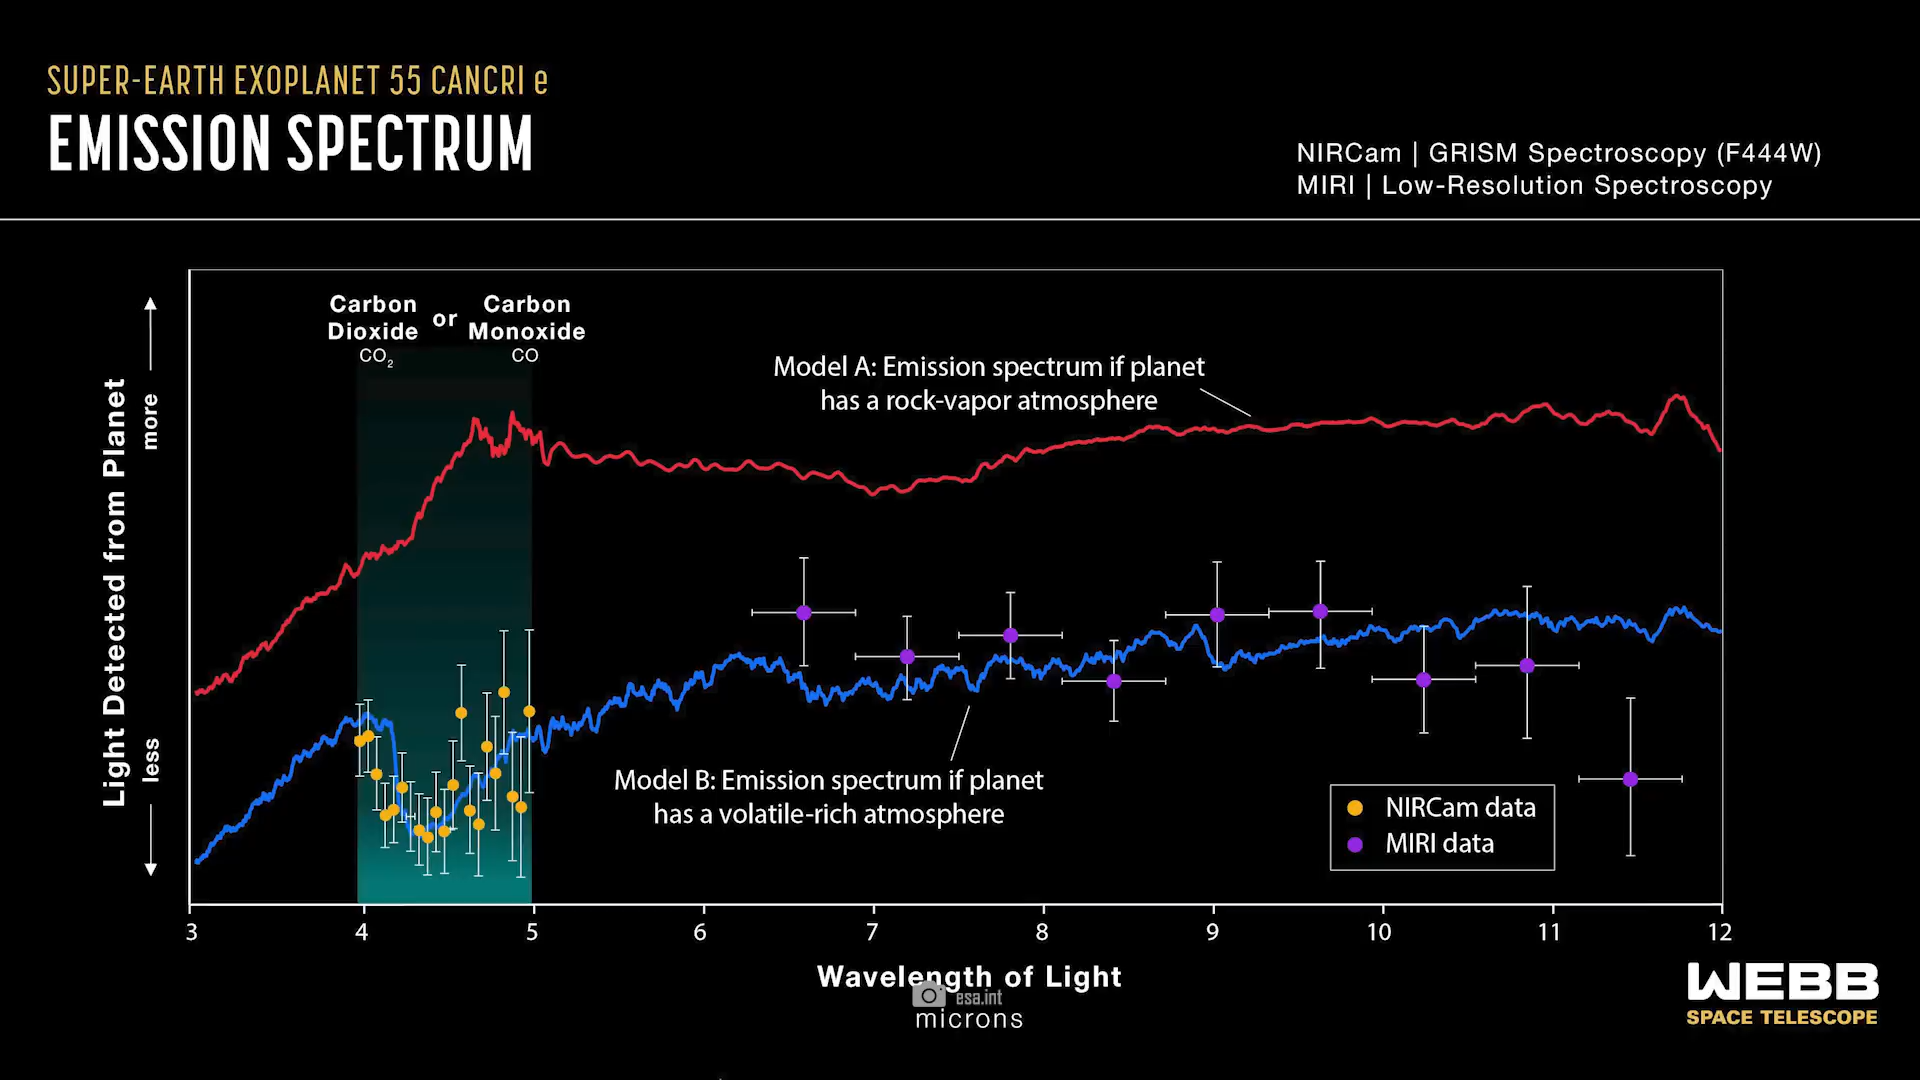 SUPER-EARTH EXOPLANET 55 CANCRI e
EMISSION SPECTRUM
NIRCam | GRISM Spectroscopy (F444W)
MIRI | Low-Resolution Spectroscopy
Carbon Dioxide or Carbon Monoxide
CO₂ CO
Model A: Emission spectrum if planet
has a rock-vapor atmosphere
Light Detected from Planet
more
less
Model B: Emission spectrum if planet
has a volatile-rich atmosphere
NIRCam data
MIRI data
3 4 5 6 7 8 9 10 11 12
Wavelength of Light
esa.int
microns
WEBB
SPACE TELESCOPE